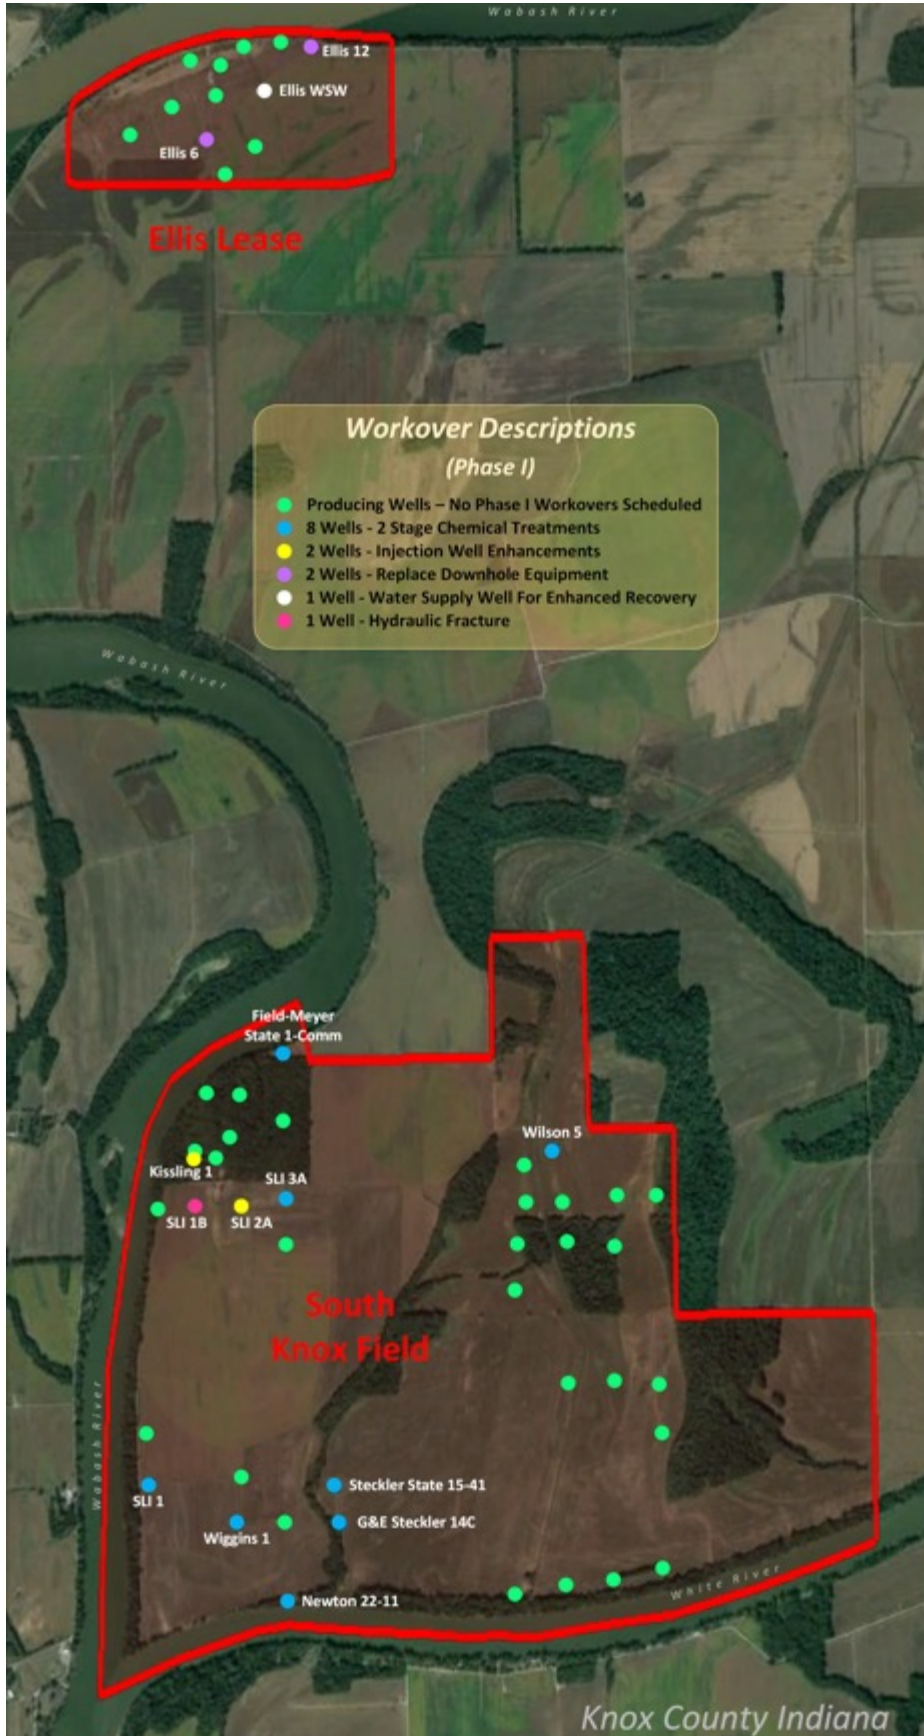 Wabash River
Ellis 12
Ellis WSW
Ellis 6
Ellis Lease
Workover Descriptions
(Phase I)
Producing Wells – No Phase I Workovers Scheduled
8 Wells - 2 Stage Chemical Treatments
2 Wells - Injection Well Enhancements
2 Wells - Replace Downhole Equipment
1 Well - Water Supply Well For Enhanced Recovery
1 Well - Hydraulic Fracture
Wabash River
Field-Meyer
State 1-Comm
Wilson 5
Kissling 1
SLI 3A
SLI 1B
SLI 2A
South
Knox Field
Wabash River
Steckler State 15-41
SLI 1
G&E Steckler 14C
Wiggins 1
White River
Newton 22-11
Knox County Indiana